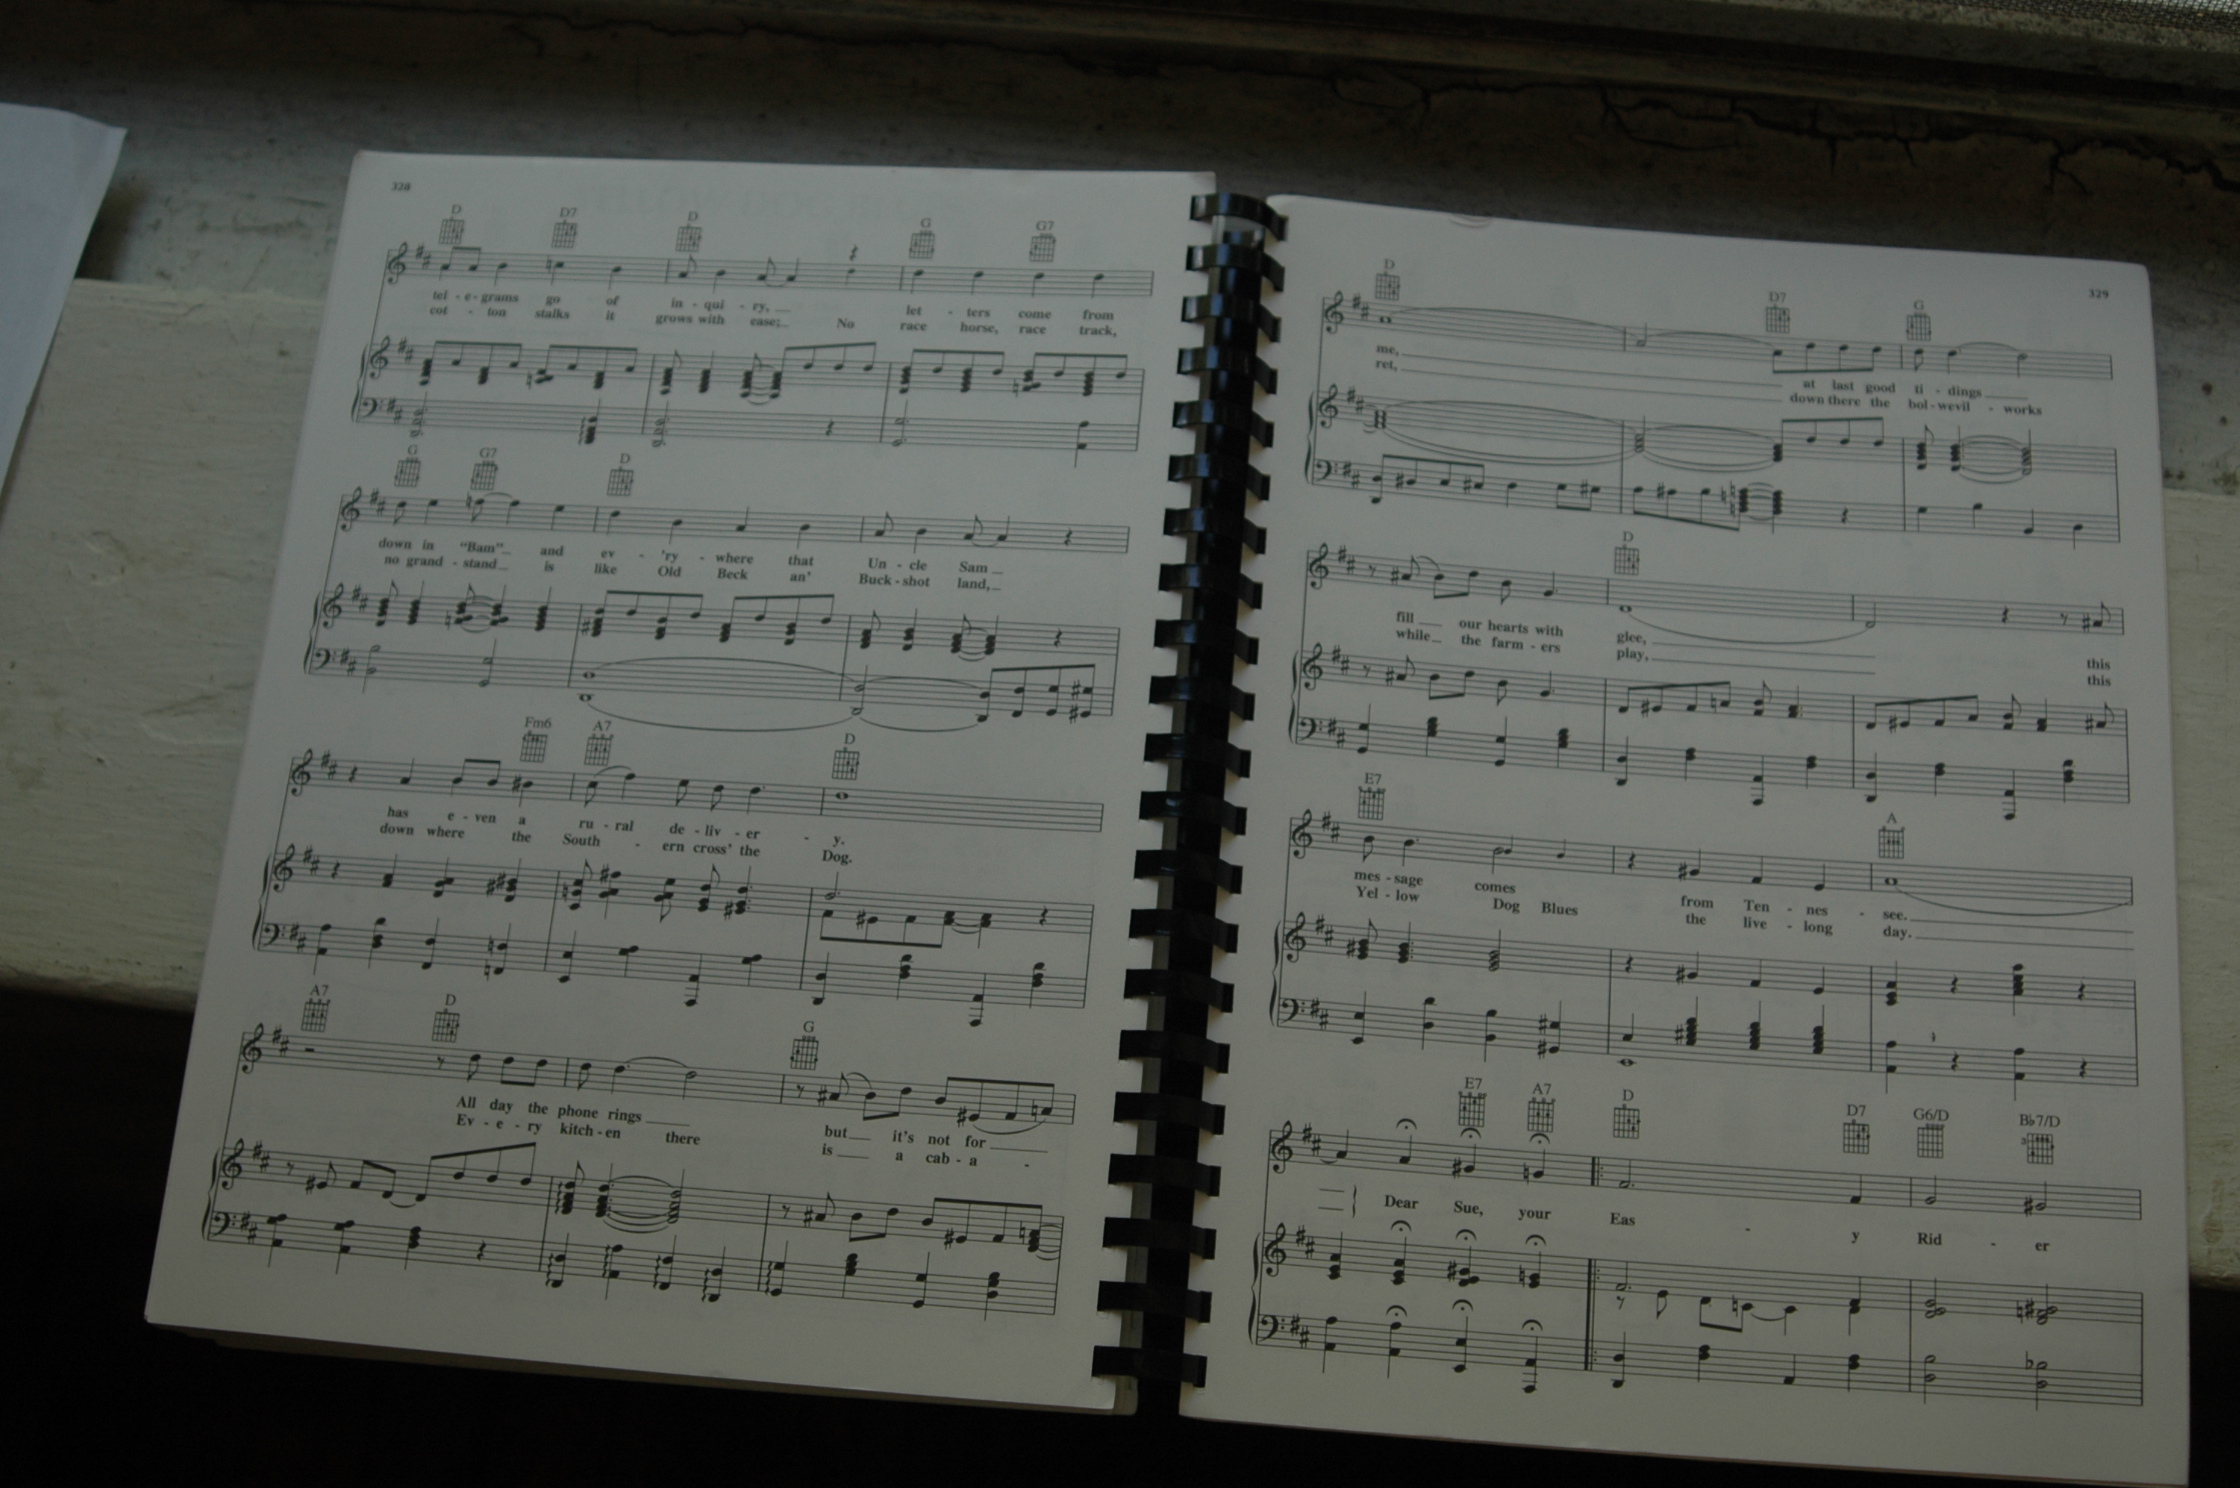 328
D D7 D G G7
tel - e - grams go of in - qui - ry, let - ters come from
cot - ton stalks it grows with ease; No race horse, race track,
G G7 D
down in “Bam” and ev - 'ry - where that Un - cle Sam
no grand - stand is like Old Beck an' Buck - shot land,
Fm6 A7 D
has e - ven a ru - ral de - liv - er - y.
down where the South - ern cross' the Dog.
A7 D G
All day the phone rings but it's not for
Ev - e - ry kitch - en there is a cab - a -
329
D D7 G
me, at last good ti - dings
ret, down there the bol - wevil - works
D
fill our hearts with glee, this
while the farm - ers play, this
E7 A
mes - sage comes from Ten - nes - see.
Yel - low Dog Blues the live - long day.
E7 A7 D D7 G6/D B♭7/D
3
Dear Sue, your Eas - y Rid - er